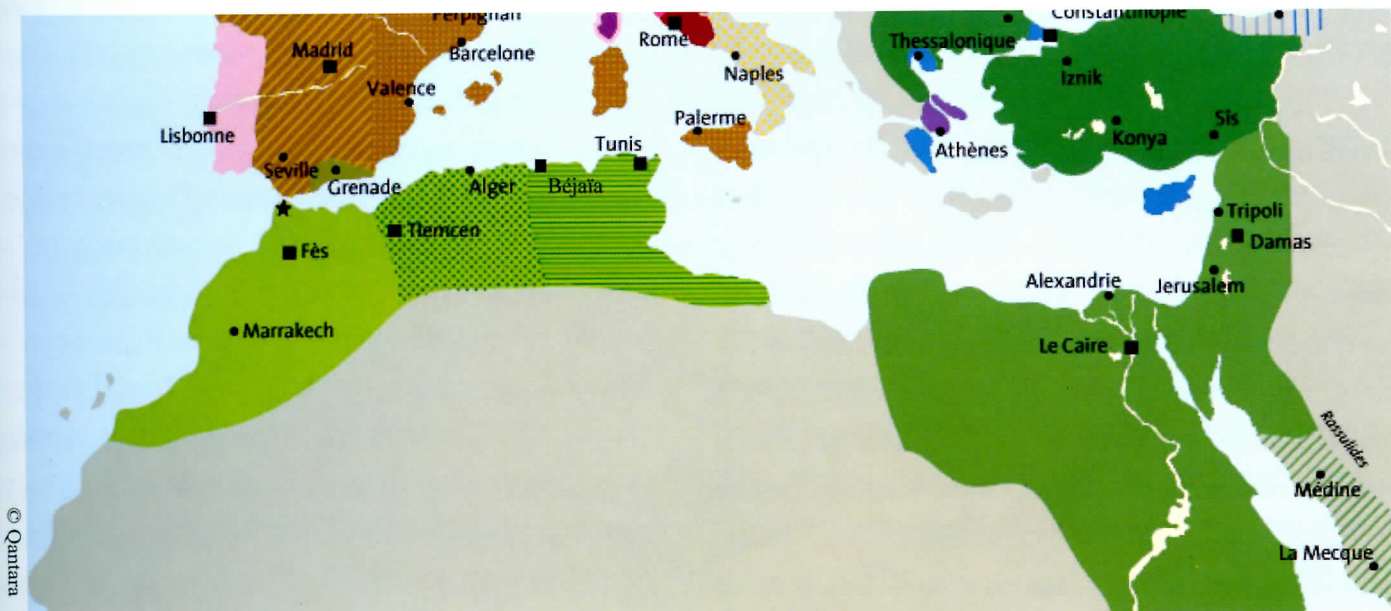 Perpignan
Constantinople
Madrid
Barcelone
Rome
Thessalonique
Naples
Iznik
Valence
Lisbonne
Palerme
Sis
Konya
Tunis
Athènes
Séville
Grenade
Alger
Béjaïa
Tlemcen
Tripoli
Fès
Damas
Alexandrie
Jerusalem
Marrakech
Le Caire
Rassulides
Médine
La Mecque
© Qantara